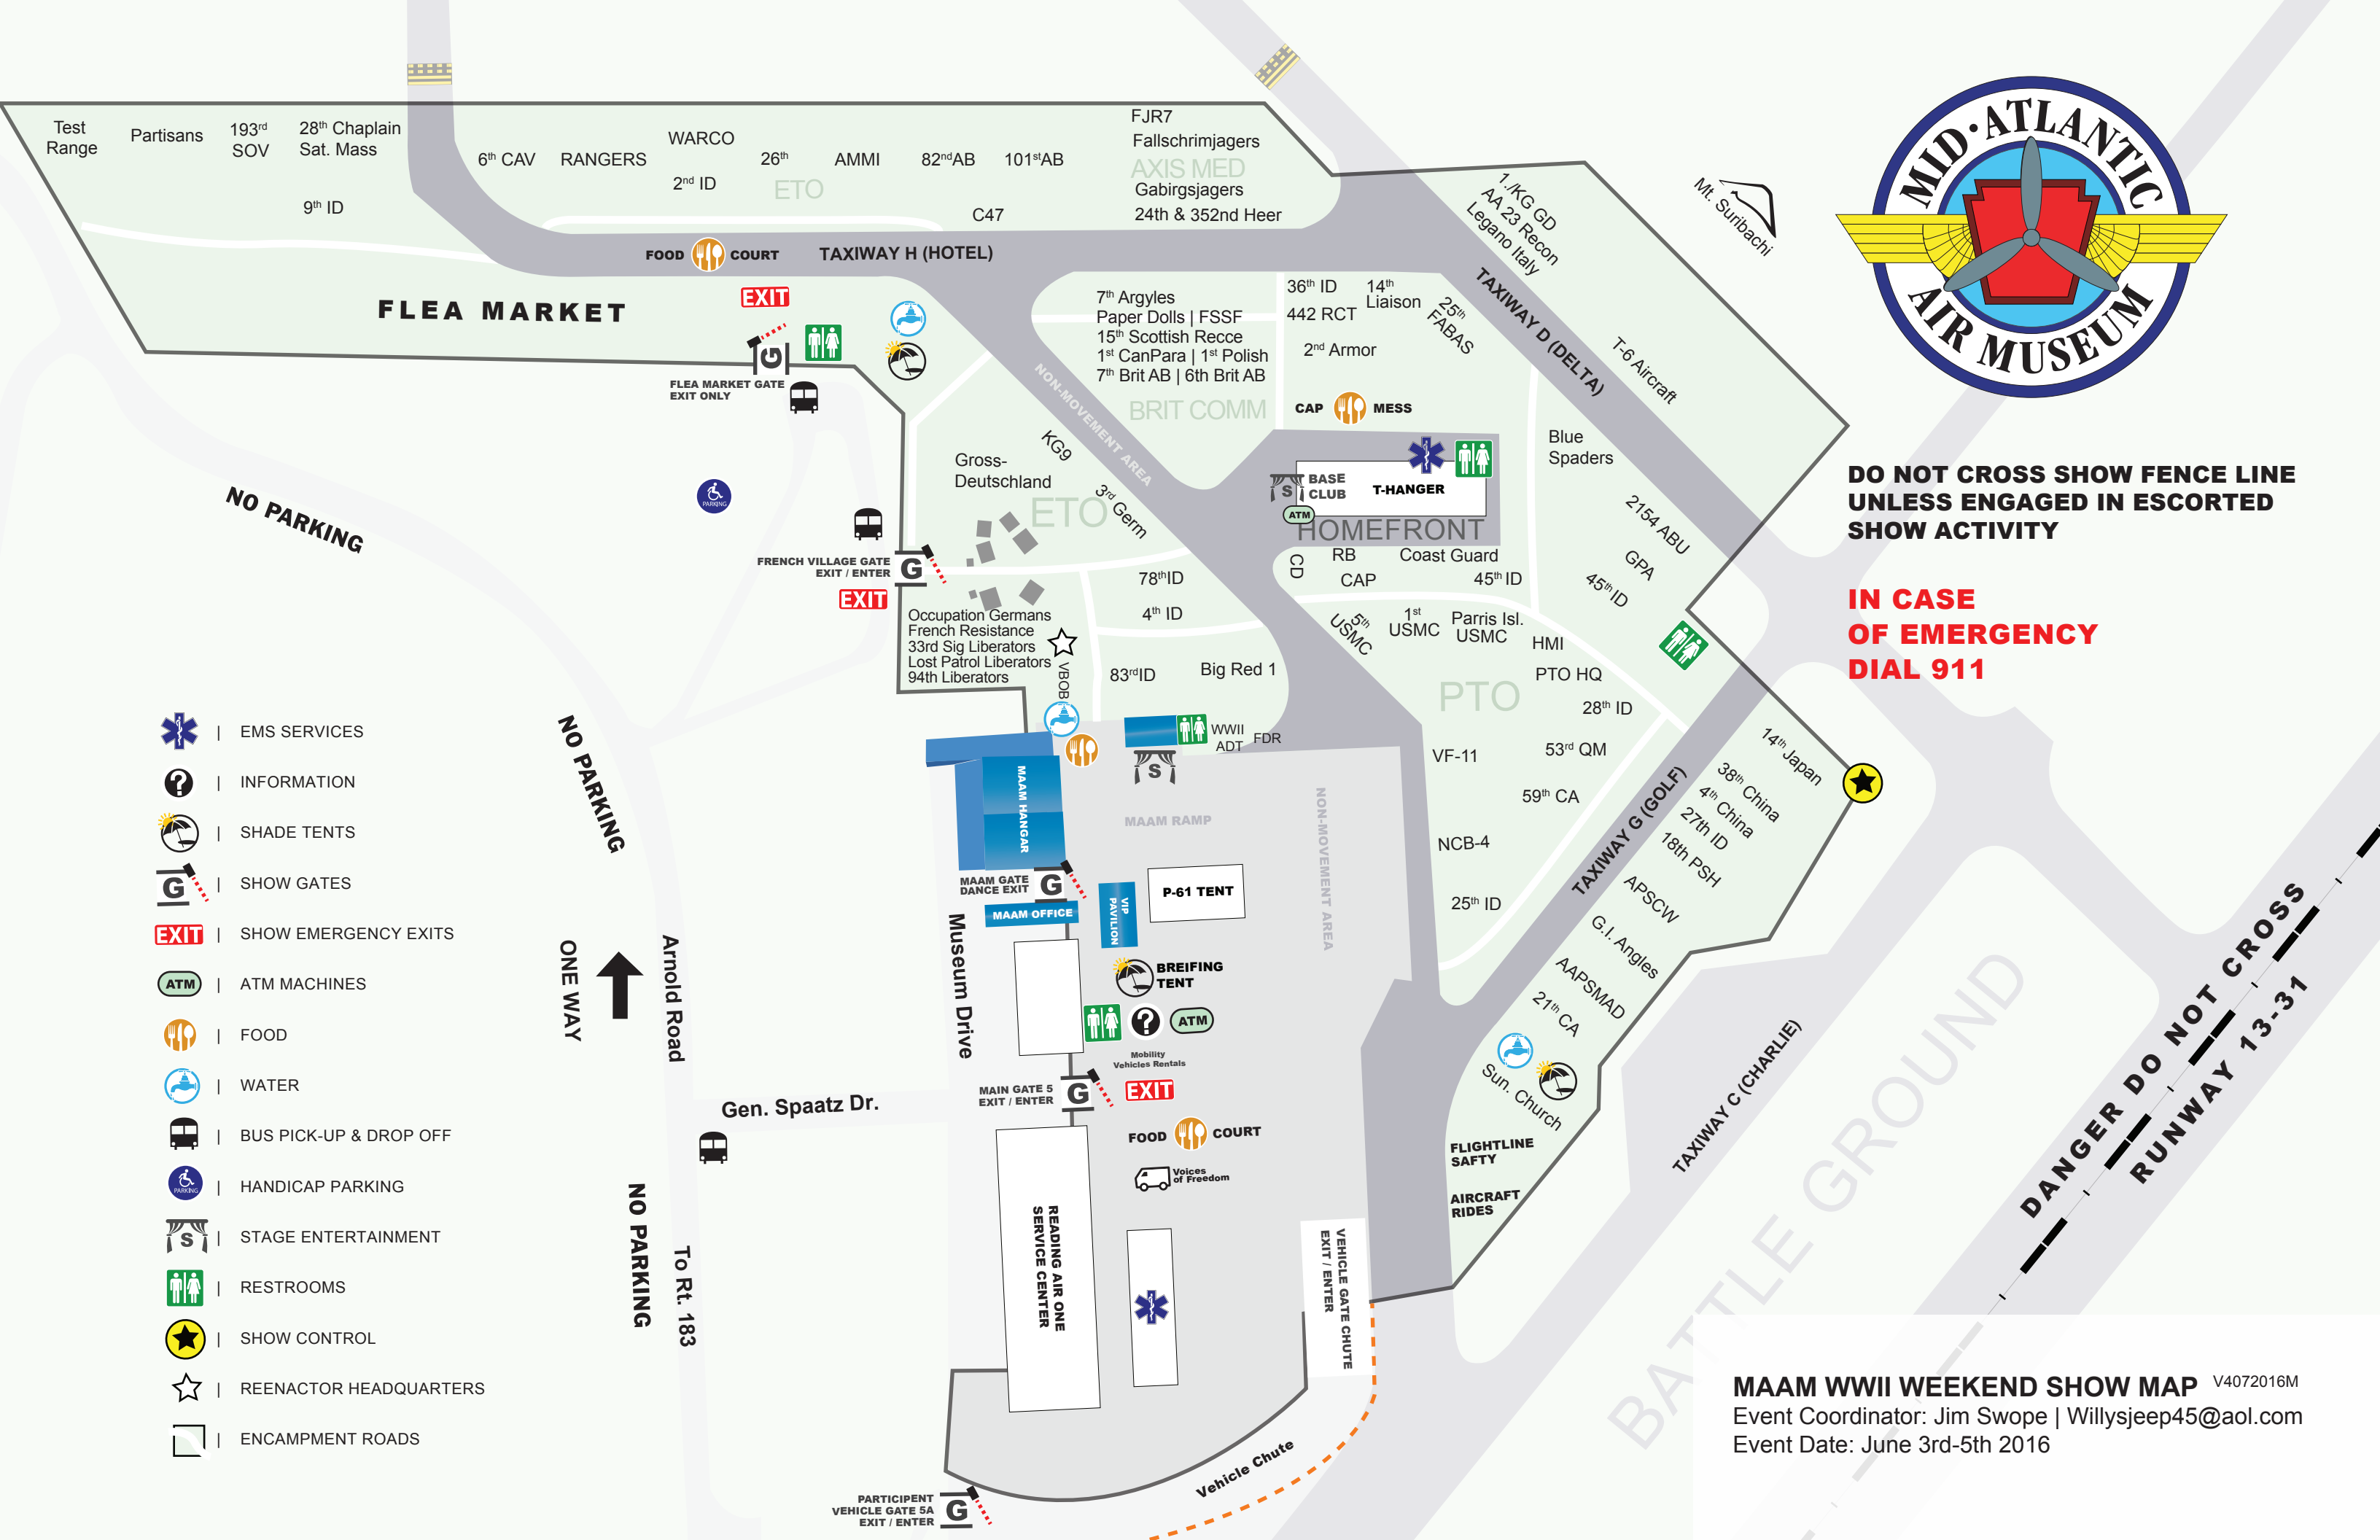 Test
Range
Partisans
193rd
SOV
28th Chaplain
Sat. Mass
9th ID
6th CAV
RANGERS
WARCO
2nd ID
26th
ETO
AMMI
82ndAB
101stAB
C47
FJR7
Fallschrimjagers
AXIS MED
Gabirgsjagers
24th & 352nd Heer
1./KG GD
AA 23 Recon
Legano Italy
Mt. Suribachi
MID·ATLANTIC
AIR MUSEUM
FOOD
COURT
TAXIWAY H (HOTEL)
TAXIWAY D (DELTA)
T-6 Aircraft
FLEA MARKET
EXIT
G
FLEA MARKET GATE
EXIT ONLY
NON-MOVEMENT AREA
7th Argyles
Paper Dolls | FSSF
15th Scottish Recce
1st CanPara | 1st Polish
7th Brit AB | 6th Brit AB
BRIT COMM
36th ID
442 RCT
14th
Liaison
25th
FABAS
2nd Armor
CAP
MESS
Blue
Spaders
S
BASE
CLUB
T-HANGER
ATM
HOMEFRONT
2154 ABU
GPA
45th ID
DO NOT CROSS SHOW FENCE LINE
UNLESS ENGAGED IN ESCORTED
SHOW ACTIVITY
IN CASE
OF EMERGENCY
DIAL 911
NO PARKING
PARKING
KG9
Gross-
Deutschland
ETO
3rd Germ
FRENCH VILLAGE GATE
EXIT / ENTER
G
EXIT
Occupation Germans
French Resistance
33rd Sig Liberators
Lost Patrol Liberators
94th Liberators
VBOB
78thID
4th ID
83rdID
Big Red 1
CD
RB
CAP
Coast Guard
45th ID
5th
USMC
1st
USMC
Parris Isl.
USMC
HMI
PTO HQ
PTO
28th ID
VF-11
53rd QM
59th CA
NCB-4
25th ID
WWII
ADT
FDR
S
MAAM HANGAR
MAAM RAMP
NON-MOVEMENT AREA
MAAM GATE
DANCE EXIT
G
MAAM OFFICE
VIP
PAVILION
P-61 TENT
BREIFING
TENT
ATM
Mobility
Vehicles Rentals
MAIN GATE 5
EXIT / ENTER
G
EXIT
FOOD
COURT
Voices
of Freedom
READING AIR ONE
SERVICE CENTER
VEHICLE GATE CHUTE
EXIT / ENTER
Vehicle Chute
PARTICIPENT
VEHICLE GATE 5A
EXIT / ENTER
G
TAXIWAY G (GOLF)
14th Japan
38th China
4th China
27th ID
18th PSH
APSCW
G.I. Angles
AAPSMAD
21th CA
Sun. Church
FLIGHTLINE
SAFTY
AIRCRAFT
RIDES
TAXIWAY C (CHARLIE)
BATTLE GROUND
DANGER DO NOT CROSS
RUNWAY 13-31
NO PARKING
ONE WAY
Arnold Road
Museum Drive
Gen. Spaatz Dr.
NO PARKING
To Rt. 183
| EMS SERVICES
? | INFORMATION
| SHADE TENTS
G | SHOW GATES
EXIT | SHOW EMERGENCY EXITS
ATM | ATM MACHINES
| FOOD
| WATER
| BUS PICK-UP & DROP OFF
PARKING | HANDICAP PARKING
S | STAGE ENTERTAINMENT
| RESTROOMS
| SHOW CONTROL
| REENACTOR HEADQUARTERS
| ENCAMPMENT ROADS
MAAM WWII WEEKEND SHOW MAP V4072016M
Event Coordinator: Jim Swope | Willysjeep45@aol.com
Event Date: June 3rd-5th 2016